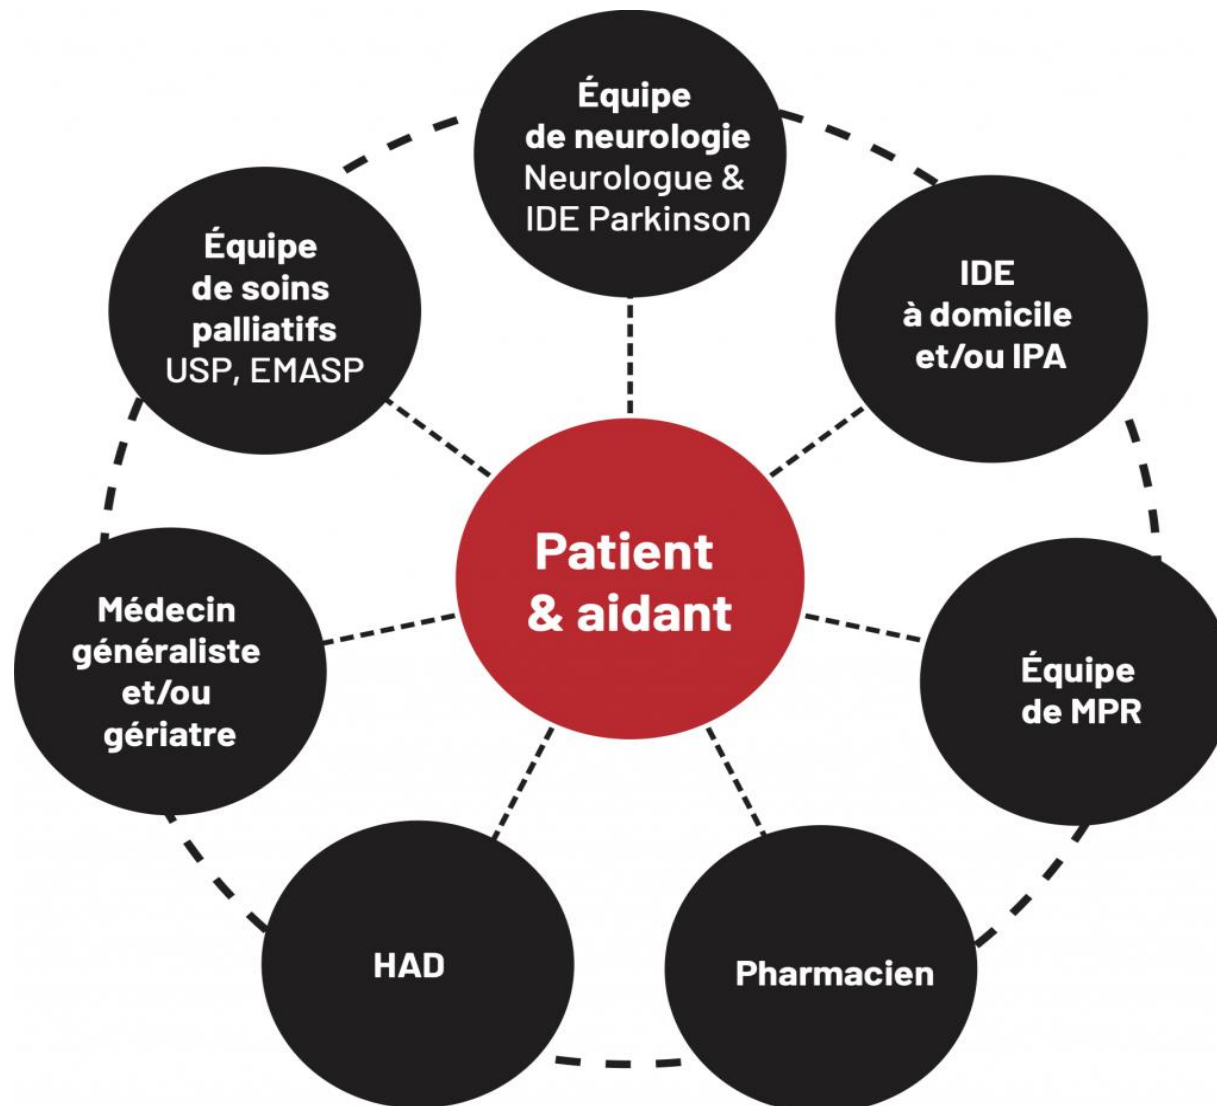 Équipe
de neurologie
Neurologue &
IDE Parkinson
IDE
à domicile
et/ou IPA
Équipe
de MPR
Pharmacien
HAD
Médecin
généraliste
et/ou
gériatre
Équipe
de soins
palliatifs
USP, EMASP
Patient
& aidant